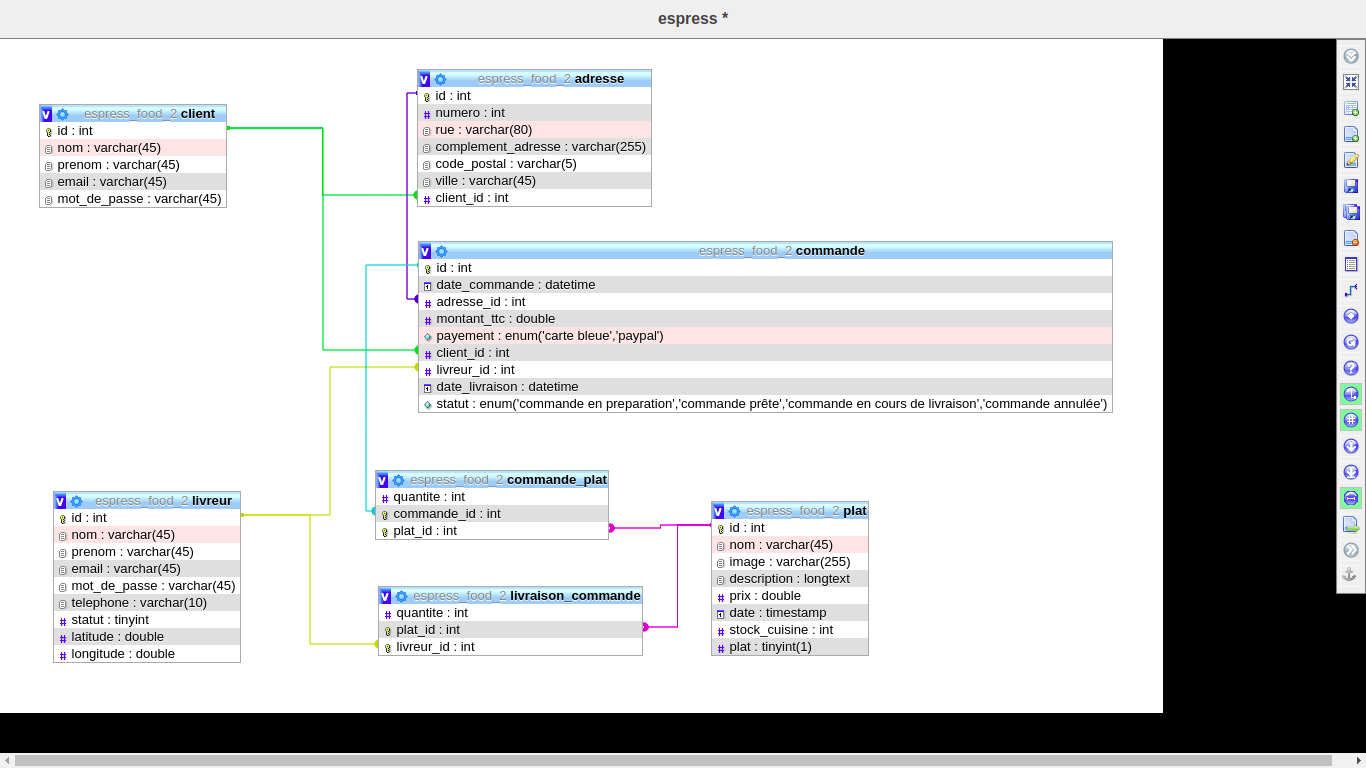 espress *
espress_food_2 adresse
id : int
numero : int
rue : varchar(80)
complement_adresse : varchar(255)
code_postal : varchar(5)
ville : varchar(45)
client_id : int
espress_food_2 client
id : int
nom : varchar(45)
prenom : varchar(45)
email : varchar(45)
mot_de_passe : varchar(45)
espress_food_2 commande
id : int
date_commande : datetime
adresse_id : int
montant_ttc : double
payement : enum('carte bleue','paypal')
client_id : int
livreur_id : int
date_livraison : datetime
statut : enum('commande en preparation','commande prête','commande en cours de livraison','commande annulée')
espress_food_2 commande_plat
quantite : int
commande_id : int
plat_id : int
espress_food_2 livreur
id : int
nom : varchar(45)
prenom : varchar(45)
email : varchar(45)
mot_de_passe : varchar(45)
telephone : varchar(10)
statut : tinyint
latitude : double
longitude : double
espress_food_2 plat
id : int
nom : varchar(45)
image : varchar(255)
description : longtext
prix : double
date : timestamp
stock_cuisine : int
plat : tinyint(1)
espress_food_2 livraison_commande
quantite : int
plat_id : int
livreur_id : int